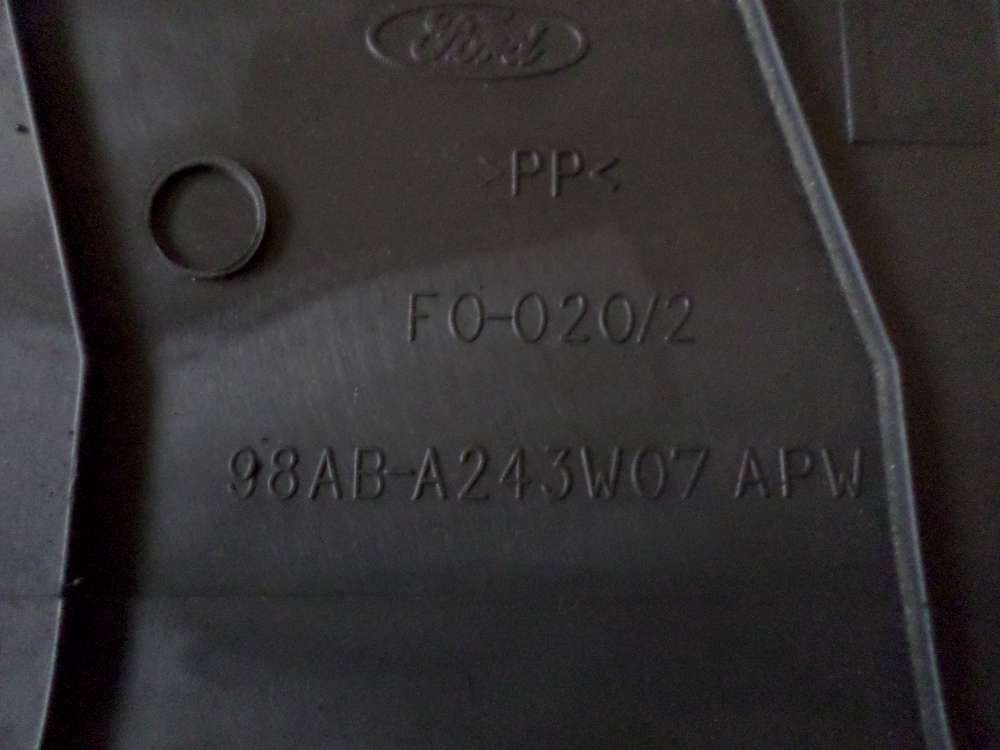 Ford
>PP<
FO-020/2
98AB-A243W07 APW